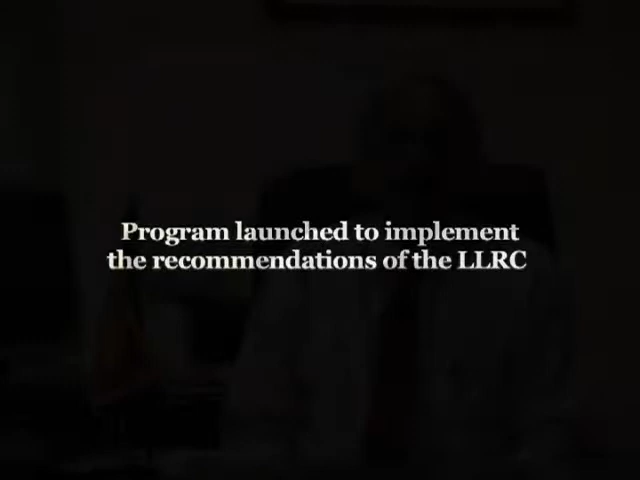 Program launched to implement
the recommendations of the LLRC